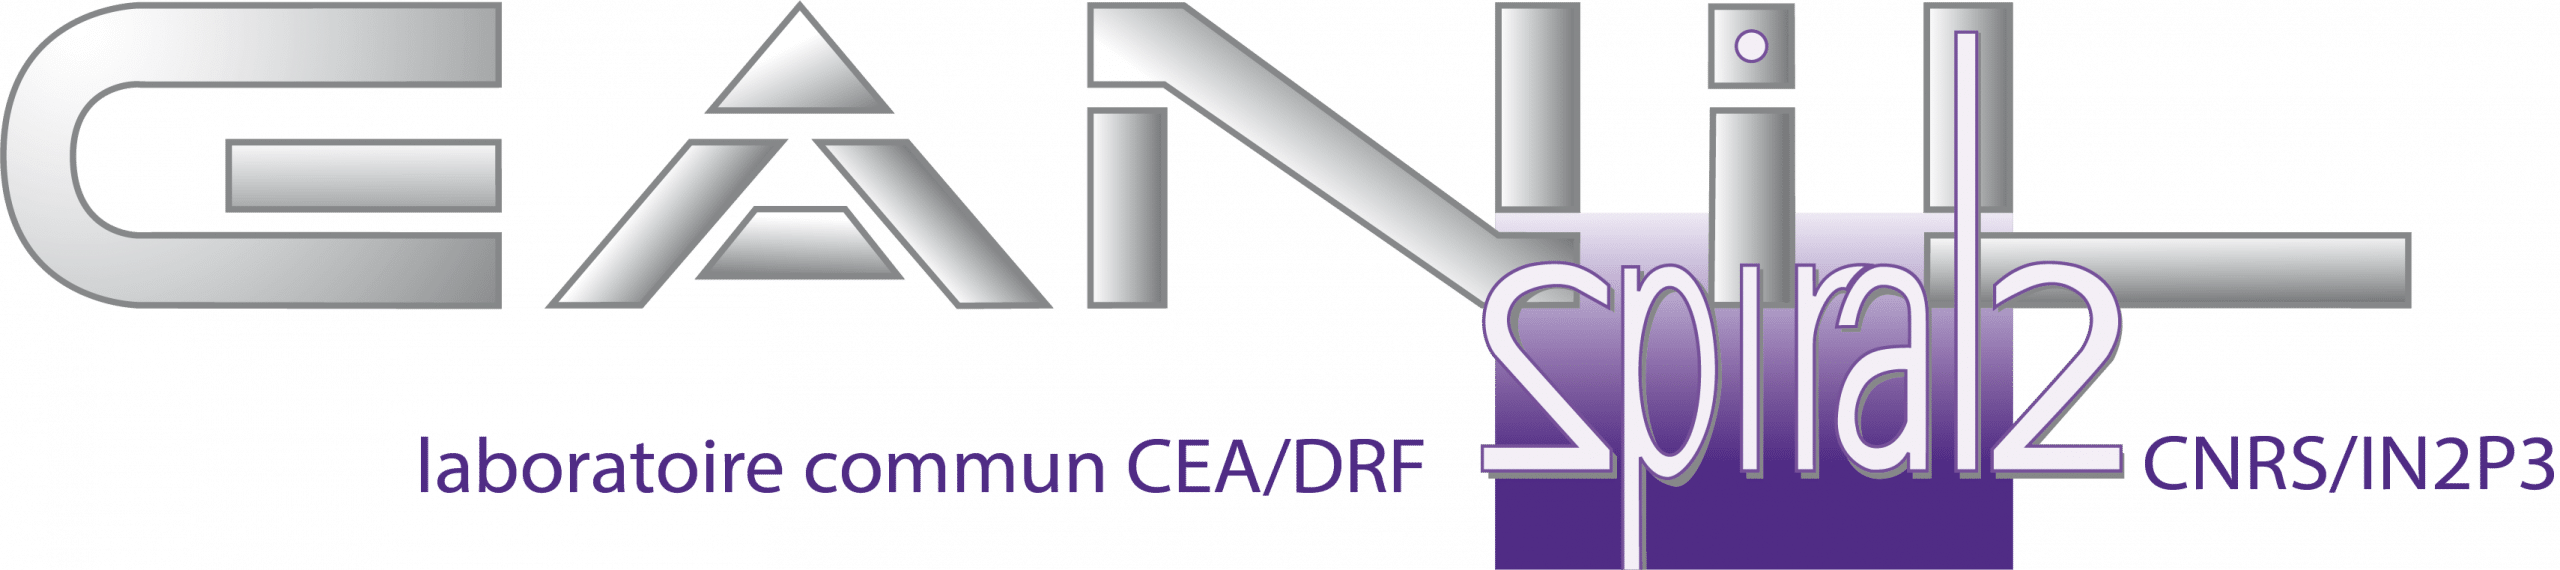 GANiL
Spiral2
laboratoire commun CEA/DRF CNRS/IN2P3